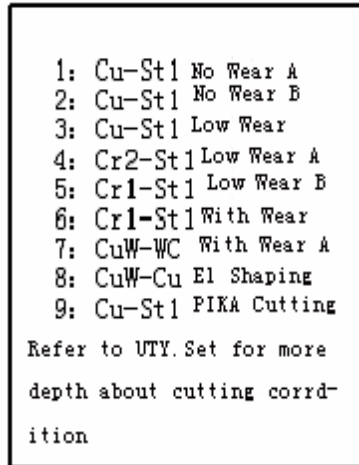 1: Cu-St1 No Wear A
2: Cu-St1 No Wear B
3: Cu-St1 Low Wear
4: Cr2-St1 Low Wear A
5: Cr1-St1 Low Wear B
6: Cr1-St1 With Wear
7: CuW-WC With Wear A
8: CuW-Cu El Shaping
9: Cu-St1 PIKA Cutting
Refer to UTY.Set for more
depth about cutting corrd-
ition